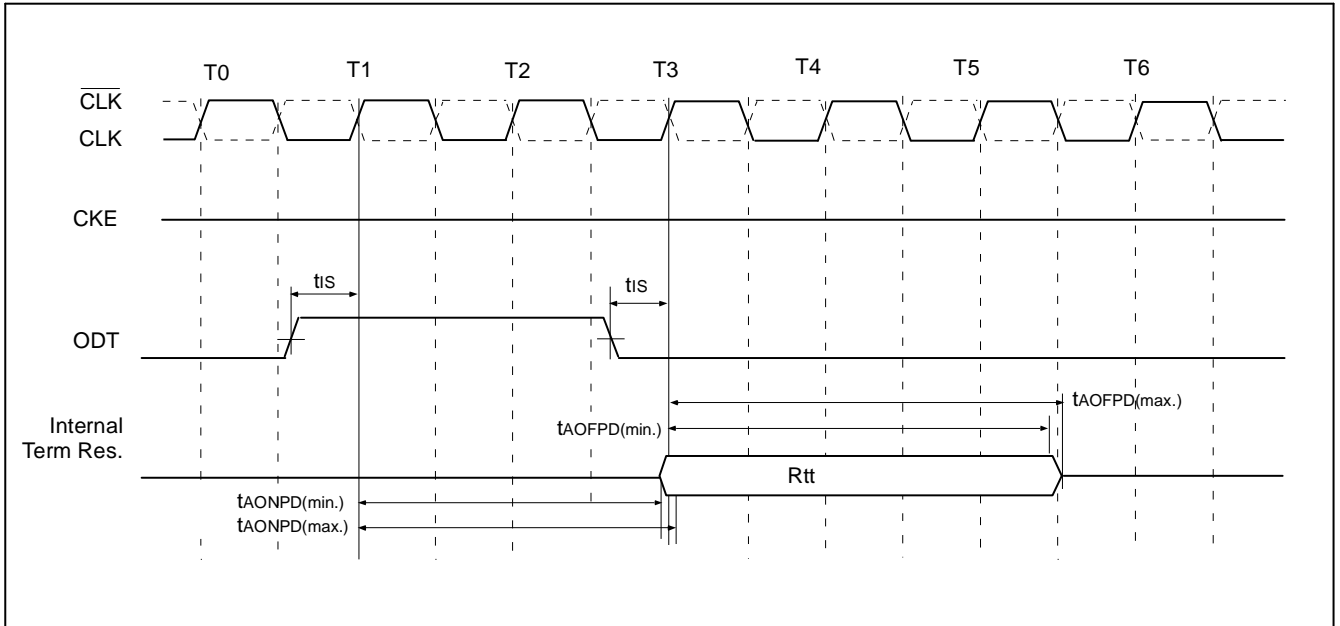 T0 T1 T2 T3 T4 T5 T6
CLK
CLK
CKE
tIS
tIS
ODT
tAOFPD(max.)
tAOFPD(min.)
Internal
Term Res.
Rtt
tAONPD(min.)
tAONPD(max.)